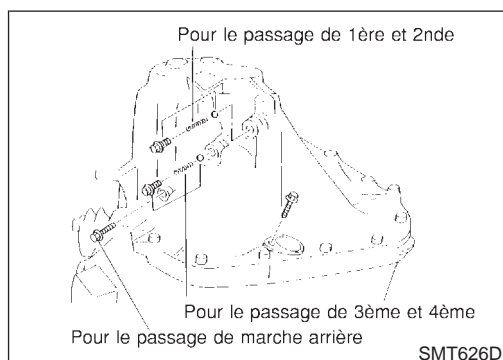 Pour le passage de 1ère et 2nde
Pour le passage de 3ème et 4ème
Pour le passage de marche arrière
SMT626D